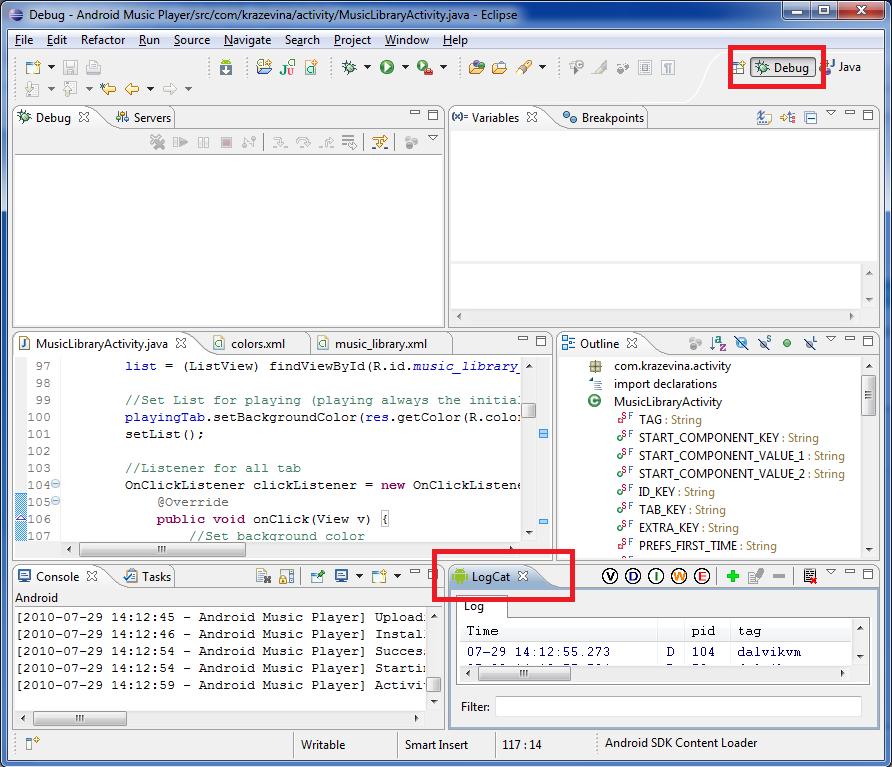 Debug - Android Music Player/src/com/krazevina/activity/MusicLibraryActivity.java - Eclipse
File Edit Refactor Run Source Navigate Search Project Window Help
Debug Java
Debug Servers
Variables Breakpoints
MusicLibraryActivity.java colors.xml music_library.xml
97 list = (ListView) findViewById(R.id.music_library_
98
99 //Set List for playing (playing always the initial
100 playingTab.setBackgroundColor(res.getColor(R.color
101 setList();
102
103 //Listener for all tab
104 OnClickListener clickListener = new OnClickListene
105 @Override
106 public void onClick(View v) {
107 //Set background color
Outline
com.krazevina.activity
import declarations
MusicLibraryActivity
TAG : String
START_COMPONENT_KEY : String
START_COMPONENT_VALUE_1 : String
START_COMPONENT_VALUE_2 : String
ID_KEY : String
TAB_KEY : String
EXTRA_KEY : String
PREFS_FIRST_TIME : String
Console Tasks
Android
[2010-07-29 14:12:45 - Android Music Player] Uploadi
[2010-07-29 14:12:46 - Android Music Player] Instal
[2010-07-29 14:12:54 - Android Music Player] Succes
[2010-07-29 14:12:54 - Android Music Player] Startin
[2010-07-29 14:12:59 - Android Music Player] Activi
LogCat V D I W E
Log
Time pid tag
07-29 14:12:55.273 D 104 dalvikvm
Filter:
Writable Smart Insert 117 : 14 Android SDK Content Loader